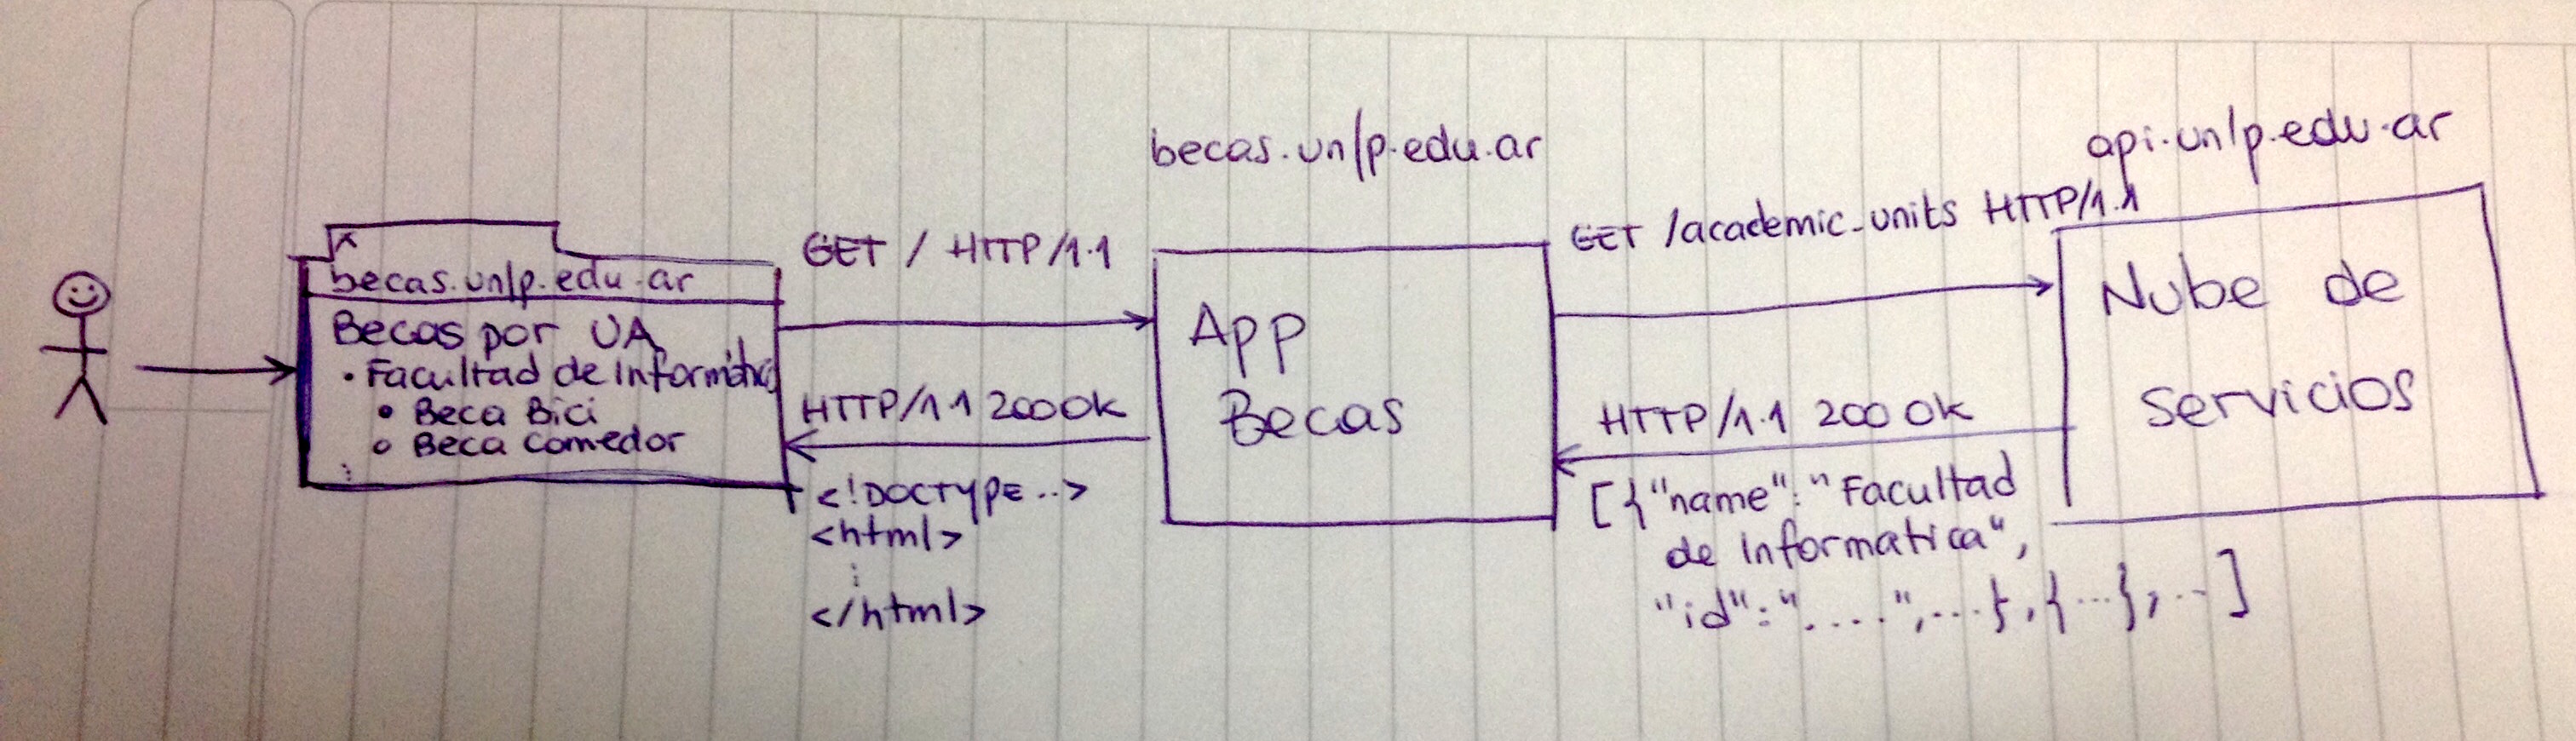 x
becas.unlp.edu.ar
Becas por UA
• Facultad de Informática
• Beca Bici
○ Beca Comedor
⋮
GET / HTTP/1.1
HTTP/1.1 200 OK
<!DOCTYPE...>
<html>
⋮
</html>
becas.unlp.edu.ar
App
Becas
GET /academic_units HTTP/1.1
HTTP/1.1 200 OK
[{"name":"Facultad
de Informatica",
"id":".....",...},{...},...]
api.unlp.edu.ar
Nube de
servicios